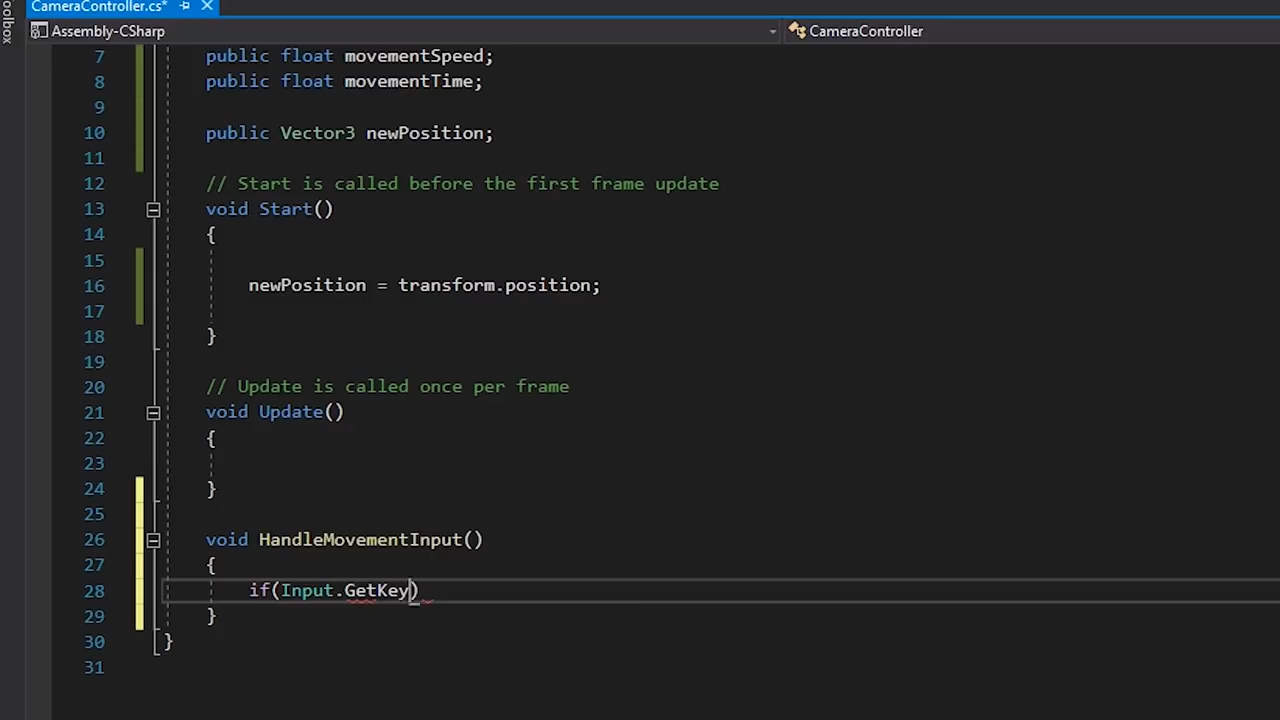 CameraController.cs*
oolbox
Assembly-CSharp
CameraController
7 public float movementSpeed;
8 public float movementTime;
9
10 public Vector3 newPosition;
11
12 // Start is called before the first frame update
13 void Start()
14 {
15
16 newPosition = transform.position;
17
18 }
19
20 // Update is called once per frame
21 void Update()
22 {
23
24 }
25
26 void HandleMovementInput()
27 {
28 if(Input.GetKey)
29 }
30 }
31